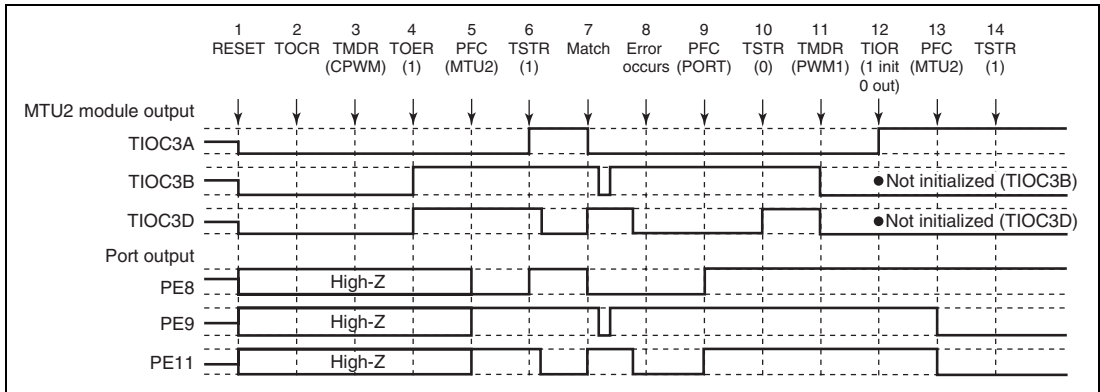 1 2 3 4 5 6 7 8 9 10 11 12 13 14
RESET TOCR TMDR TOER PFC TSTR Match Error PFC TSTR TMDR TIOR PFC TSTR
(CPWM) (1) (MTU2) (1) occurs (PORT) (0) (PWM1) (1 init (MTU2) (1)
0 out)
MTU2 module output
TIOC3A
TIOC3B
●Not initialized (TIOC3B)
TIOC3D
●Not initialized (TIOC3D)
Port output
PE8
High-Z
PE9
High-Z
PE11
High-Z